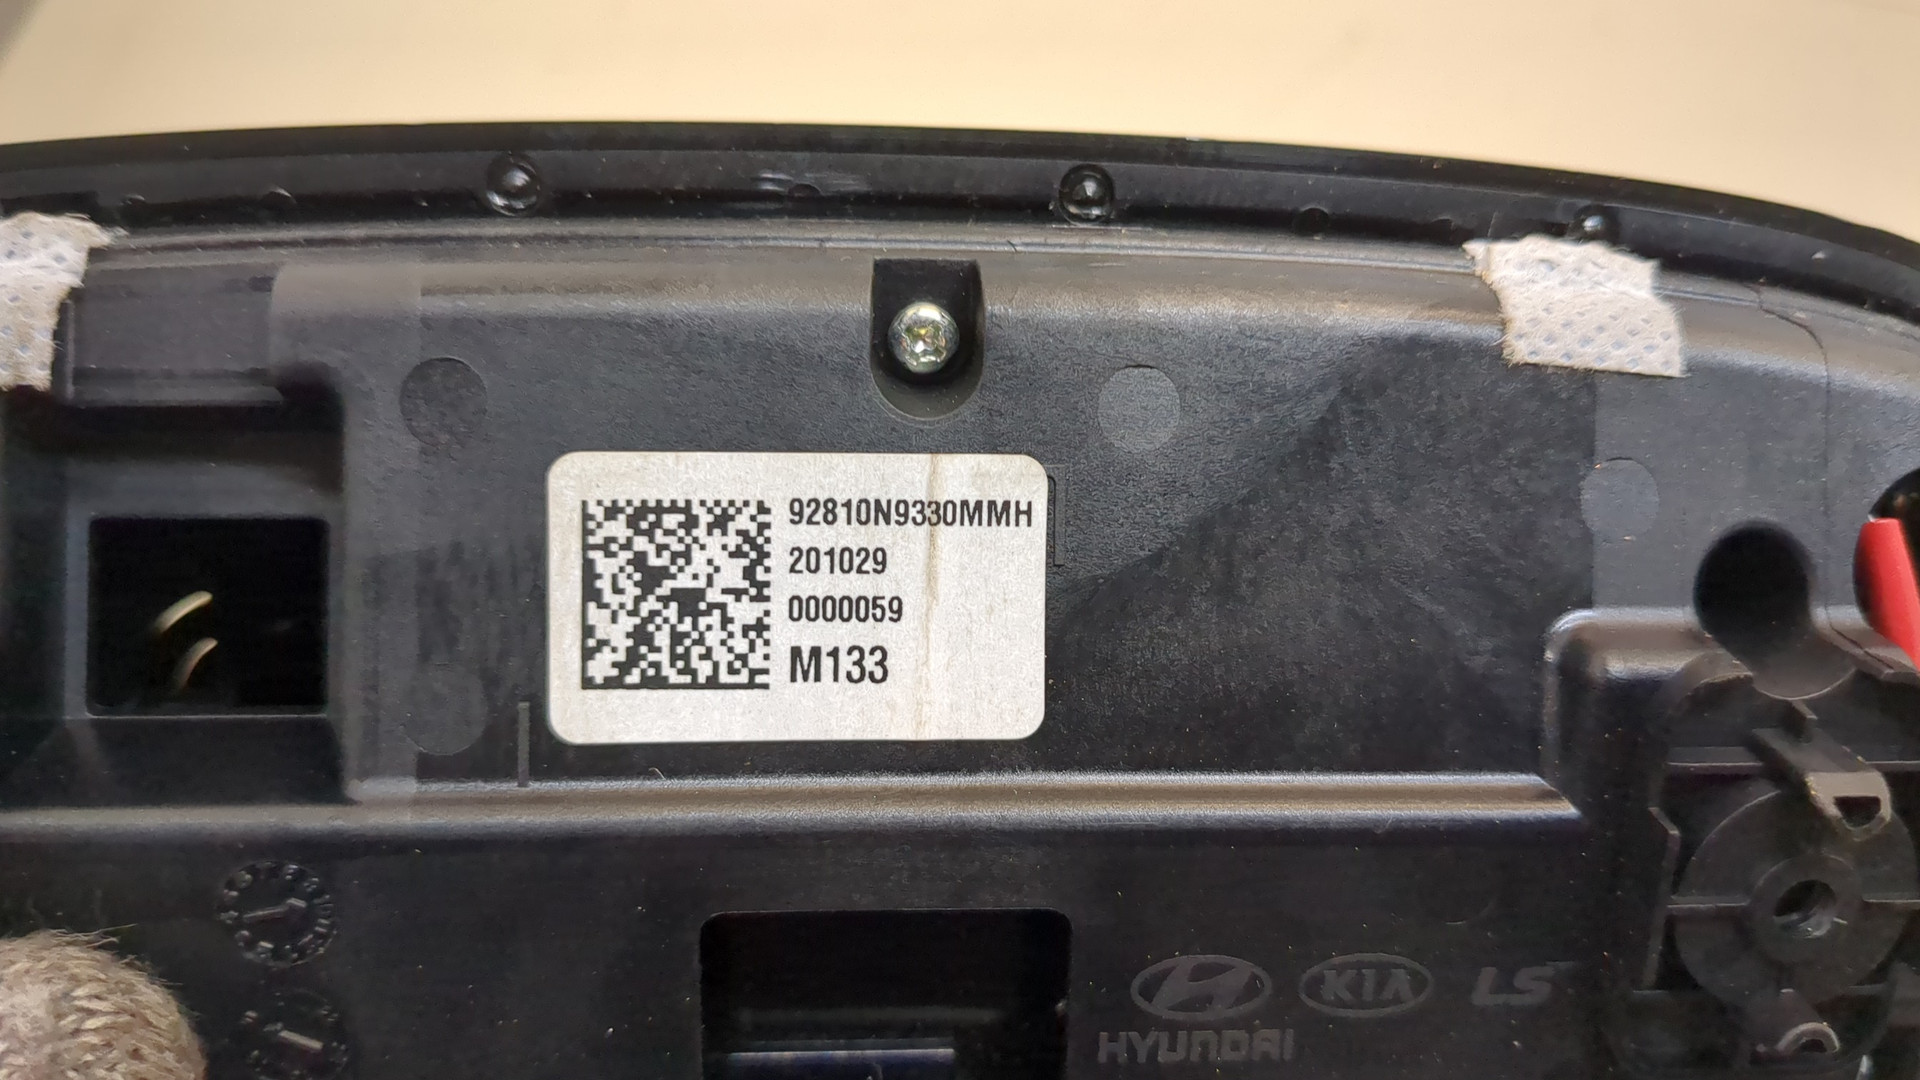 92810N9330MMH
201029
0000059
M133
KIA LS
HYUNDAI